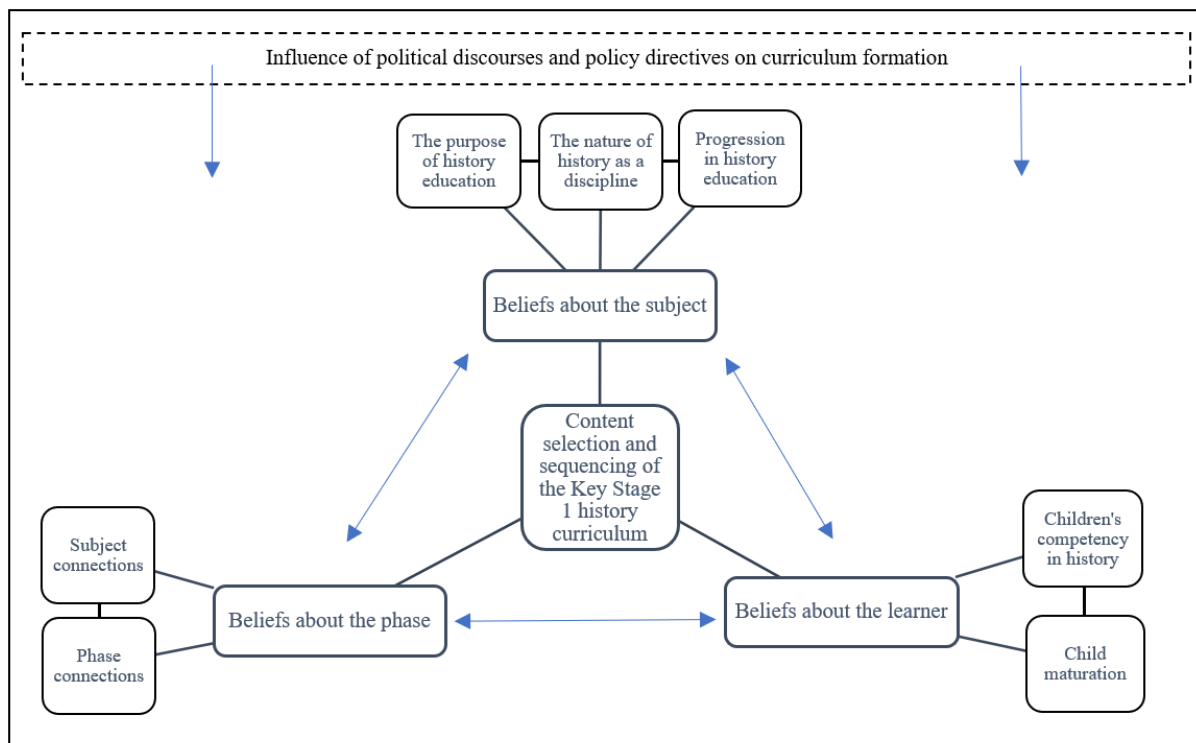 Influence of political discourses and policy directives on curriculum formation
The purpose
of history
education
The nature of
history as a
discipline
Progression
in history
education
Beliefs about the subject
Content
selection and
sequencing of
the Key Stage
1 history
curriculum
Subject
connections
Phase
connections
Beliefs about the phase
Beliefs about the learner
Children's
competency
in history
Child
maturation